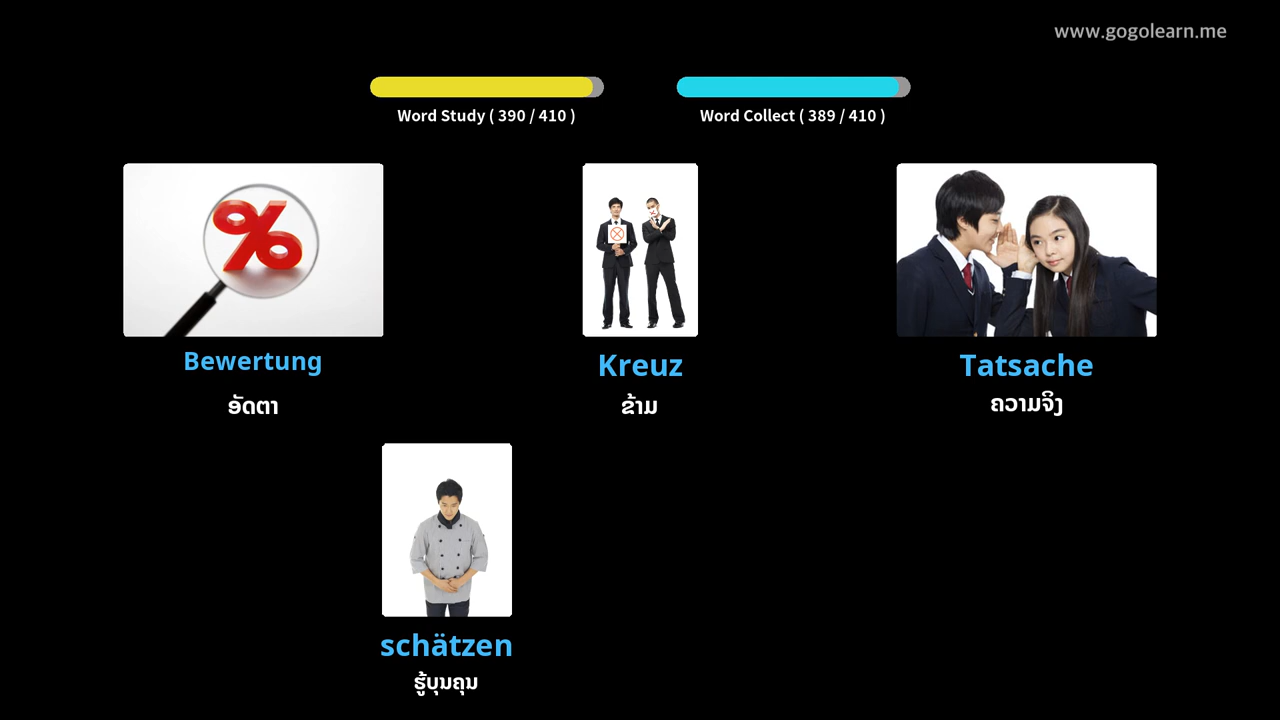 www.gogolearn.me
Word Study ( 390 / 410 )
Word Collect ( 389 / 410 )
Bewertung
Kreuz
Tatsache
ອັດຕາ
ຂ້າມ
ຄວາມຈິງ
schätzen
ຮູ້ບຸນຄຸນ